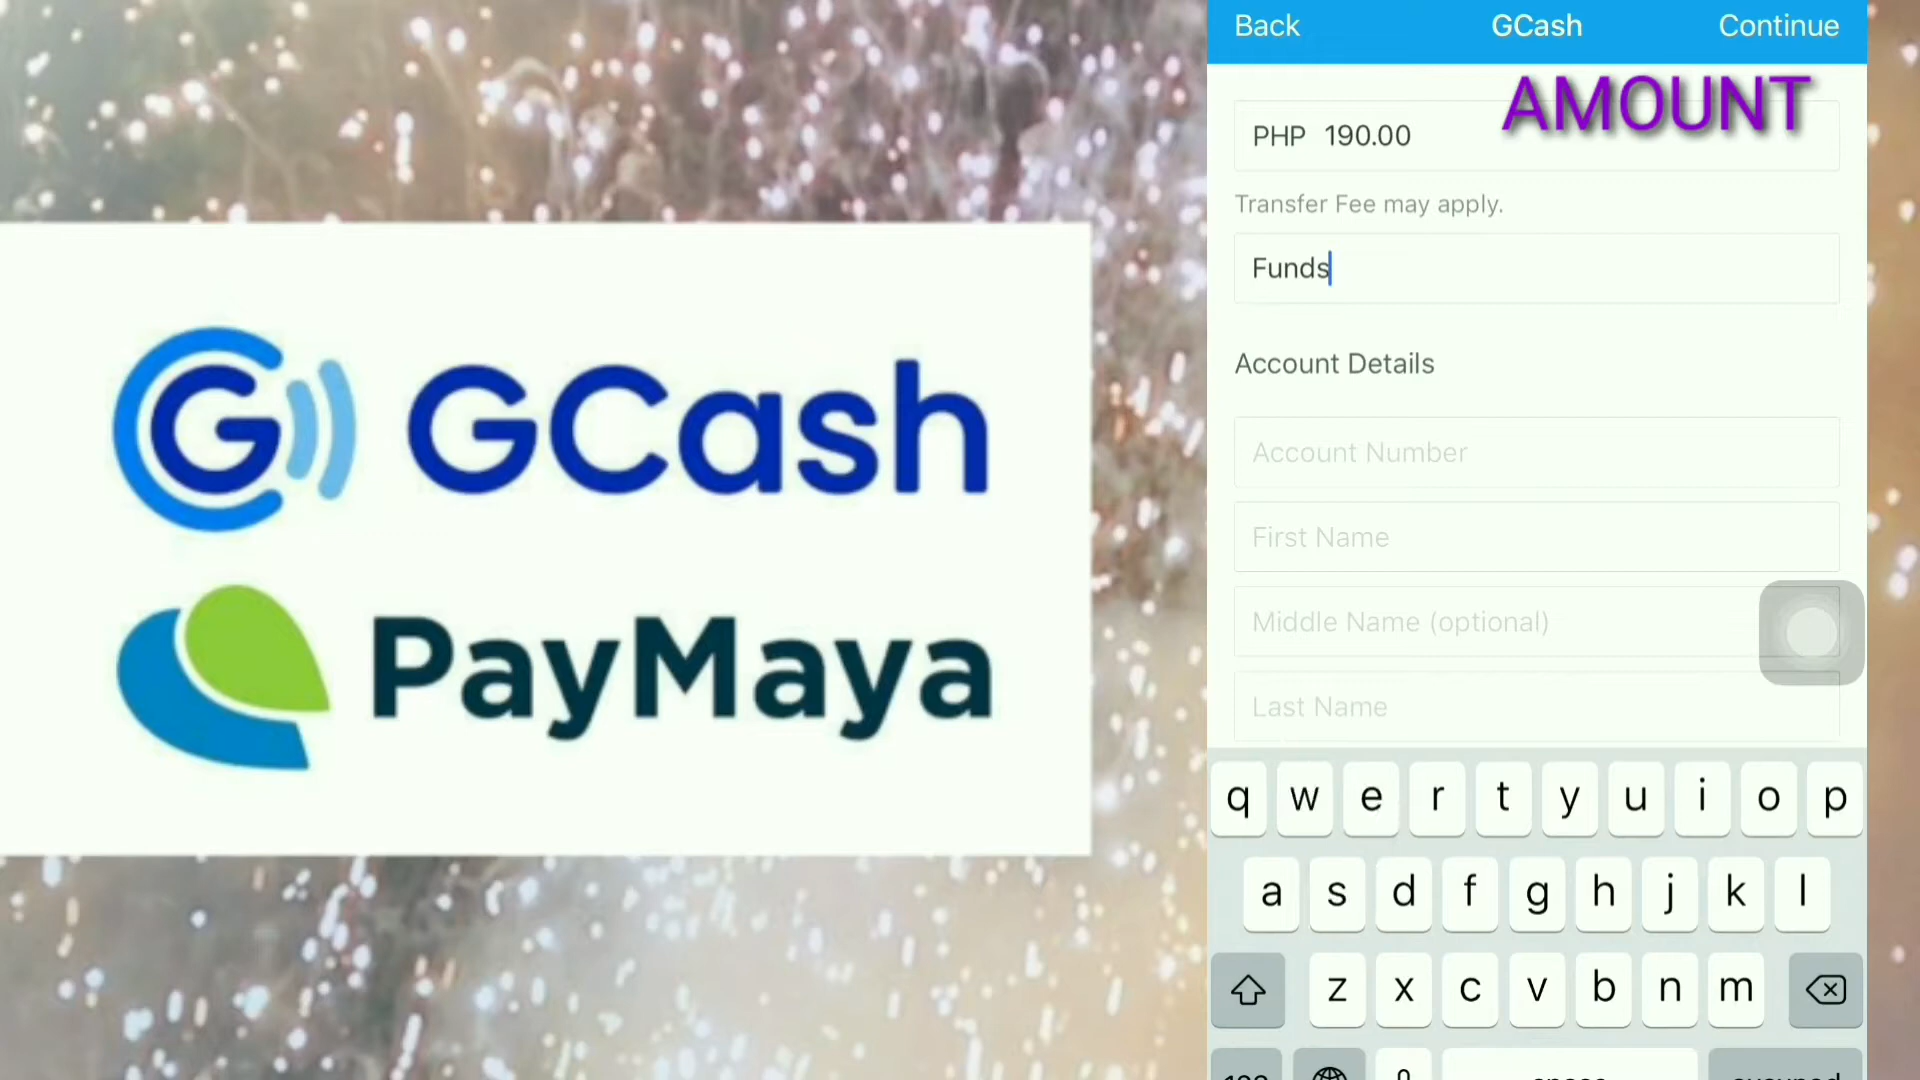 GCash
PayMaya
Back GCash Continue
AMOUNT
PHP 190.00
Transfer Fee may apply.
Funds
Account Details
Account Number
First Name
Middle Name (optional)
Last Name
q w e r t y u i o p
a s d f g h j k l
z x c v b n m